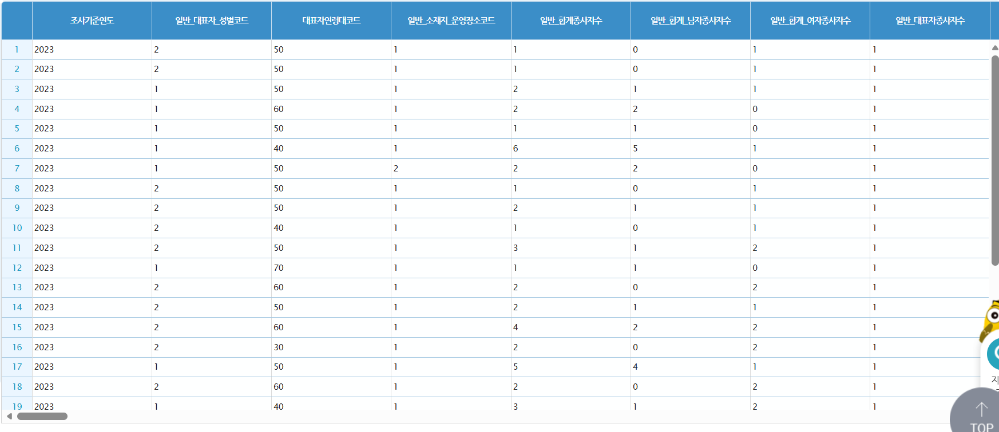 조사기준연도 일반_대표자_성별코드 대표자연령대코드 일반_소재지_운영장소코드 일반_합계종사자수 일반_합계_남자종사자수 일반_합계_여자종사자수 일반_대표자종사자수
1 2023 2 50 1 1 0 1 1
2 2023 2 50 1 1 0 1 1
3 2023 1 50 1 2 1 1 1
4 2023 1 60 1 2 2 0 1
5 2023 1 50 1 1 1 0 1
6 2023 1 40 1 6 5 1 1
7 2023 1 50 2 2 2 0 1
8 2023 2 50 1 1 0 1 1
9 2023 2 50 1 2 1 1 1
10 2023 2 40 1 1 0 1 1
11 2023 2 50 1 3 1 2 1
12 2023 1 70 1 1 1 0 1
13 2023 2 60 1 2 0 2 1
14 2023 2 50 1 2 1 1 1
15 2023 2 60 1 4 2 2 1
16 2023 2 30 1 2 0 2 1
17 2023 1 50 1 5 4 1 1
18 2023 2 60 1 2 0 2 1
19 2023 1 40 1 3 1 2 1
지
TOP